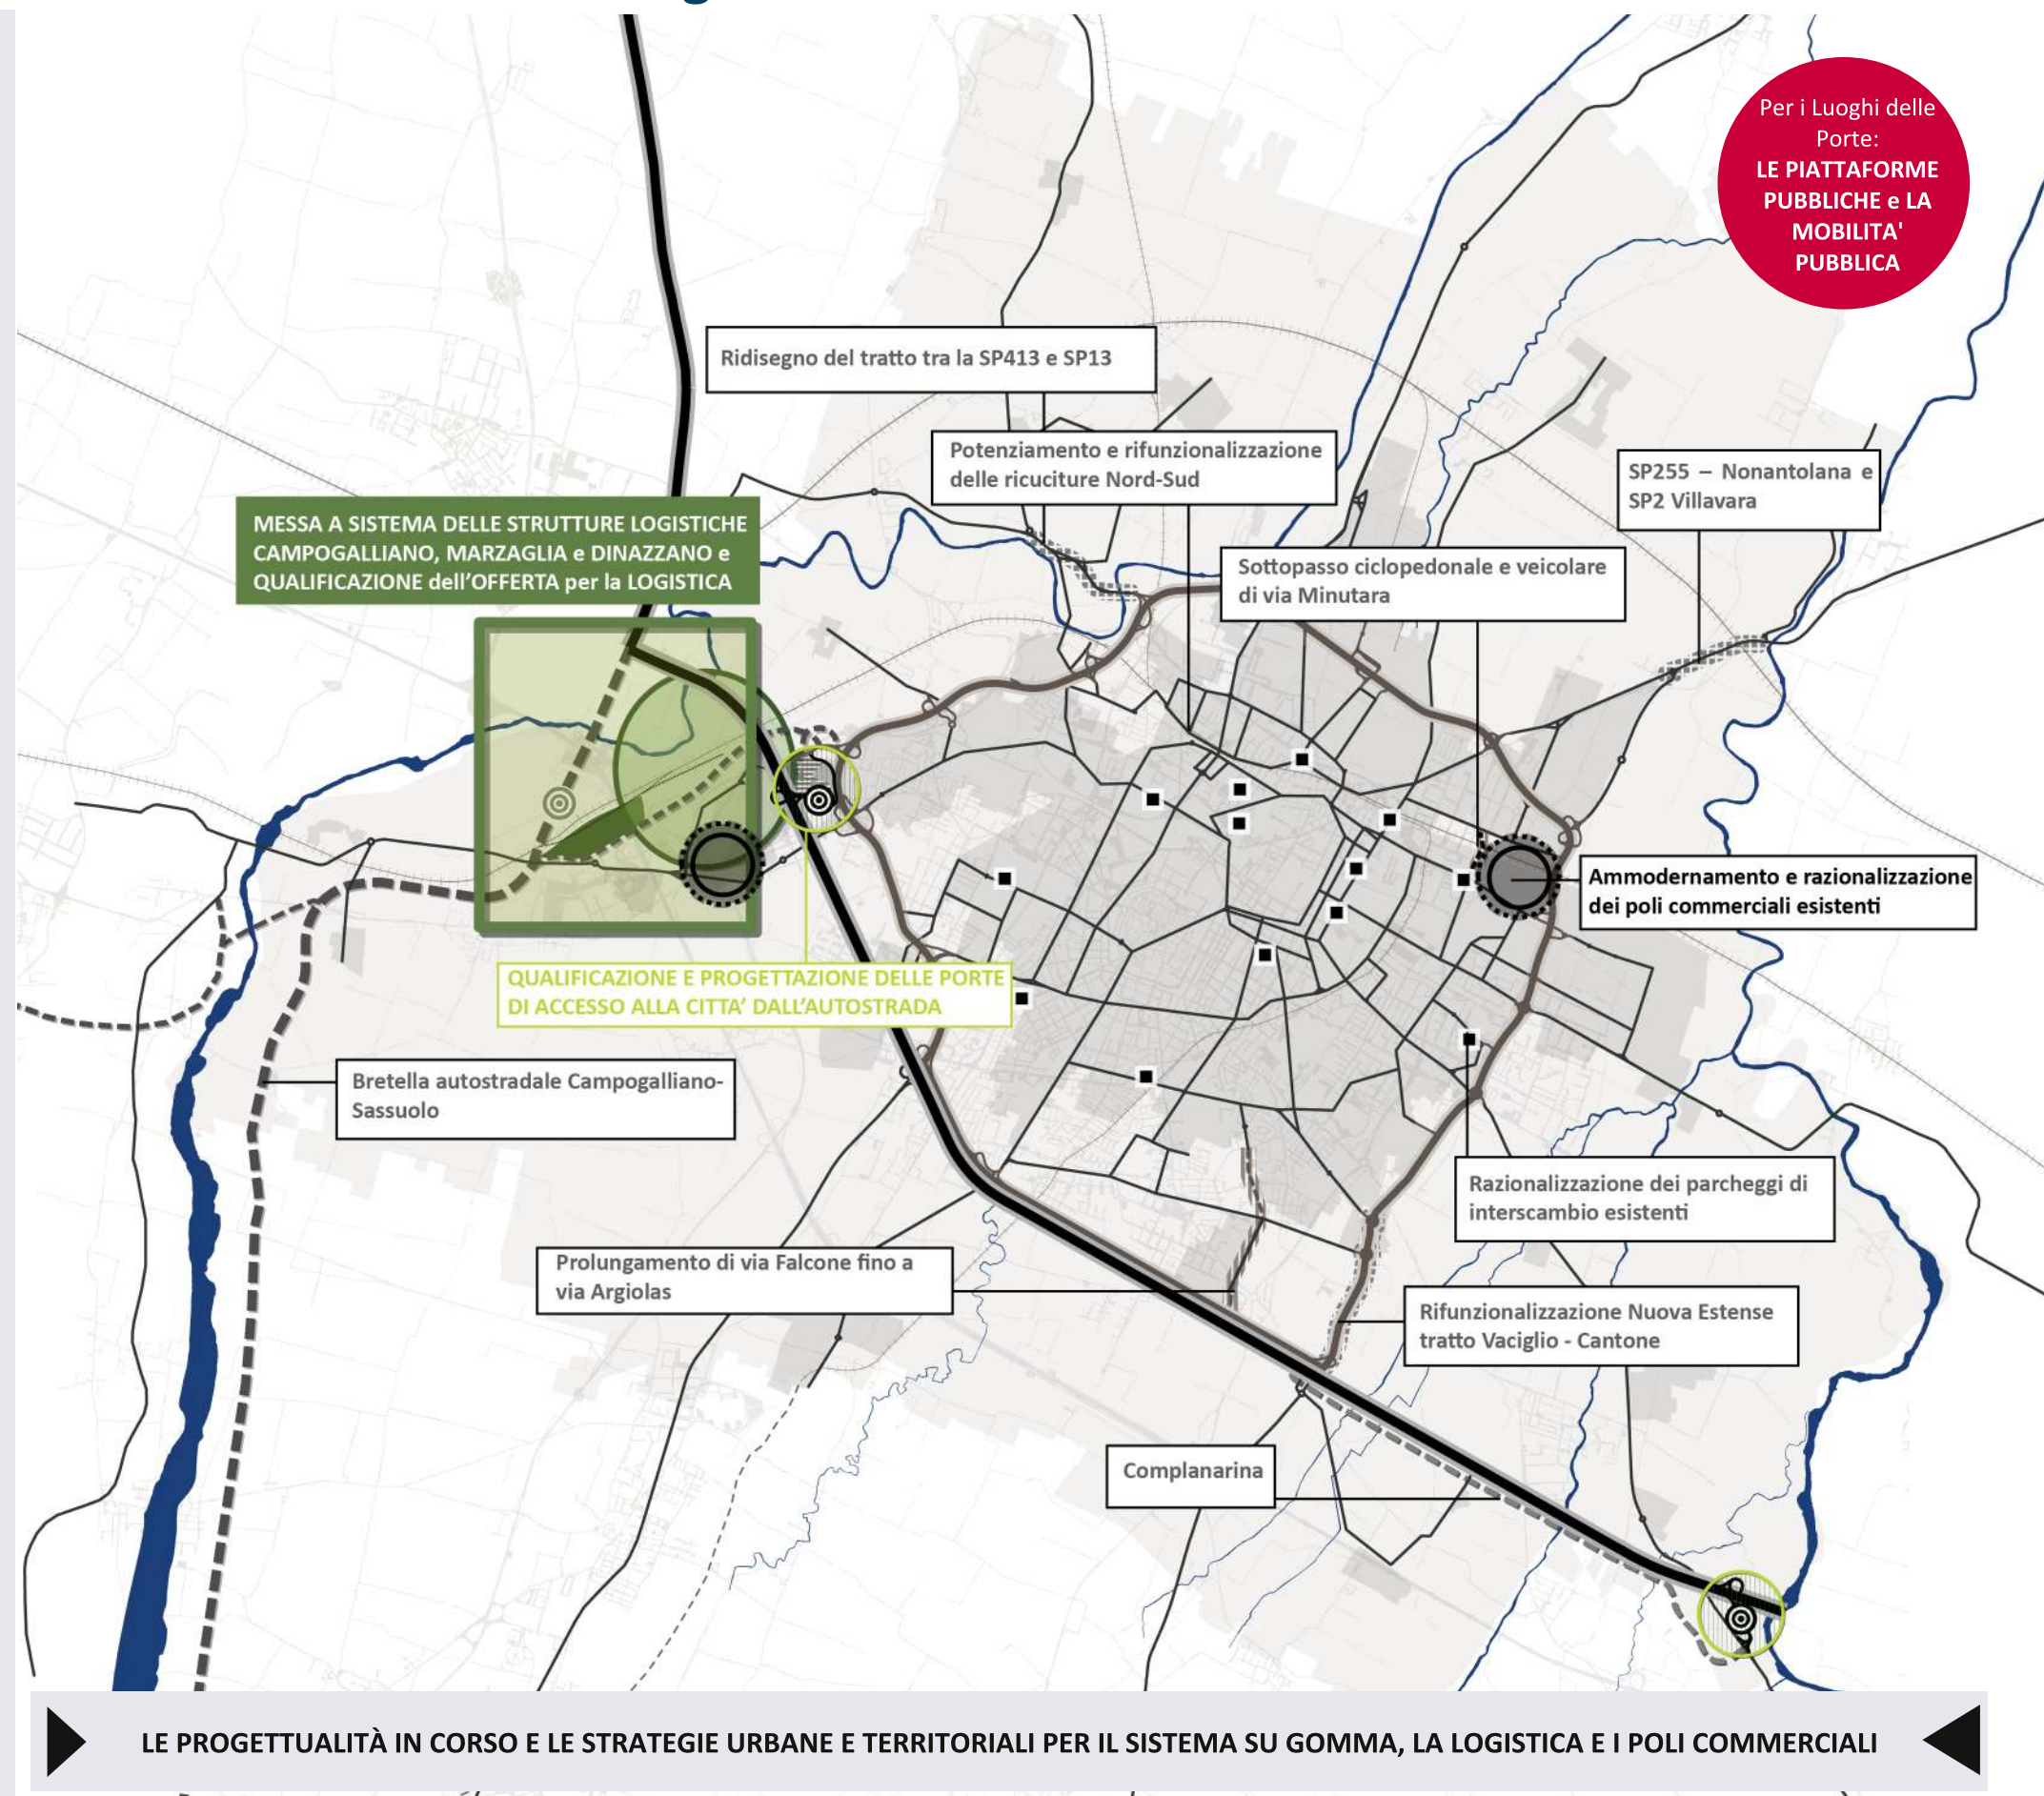 Per i Luoghi delle
Porte:
LE PIATTAFORME
PUBBLICHE e LA
MOBILITA'
PUBBLICA
Ridisegno del tratto tra la SP413 e SP13
Potenziamento e rifunzionalizzazione
delle ricuciture Nord-Sud
SP255 – Nonantolana e
SP2 Villavara
MESSA A SISTEMA DELLE STRUTTURE LOGISTICHE
CAMPOGALLIANO, MARZAGLIA e DINAZZANO e
QUALIFICAZIONE dell'OFFERTA per la LOGISTICA
Sottopasso ciclopedonale e veicolare
di via Minutara
Ammodernamento e razionalizzazione
dei poli commerciali esistenti
QUALIFICAZIONE E PROGETTAZIONE DELLE PORTE
DI ACCESSO ALLA CITTA' DALL'AUTOSTRADA
Bretella autostradale Campogalliano-
Sassuolo
Razionalizzazione dei parcheggi di
interscambio esistenti
Prolungamento di via Falcone fino a
via Argiolas
Rifunzionalizzazione Nuova Estense
tratto Vaciglio - Cantone
Complanarina
LE PROGETTUALITÀ IN CORSO E LE STRATEGIE URBANE E TERRITORIALI PER IL SISTEMA SU GOMMA, LA LOGISTICA E I POLI COMMERCIALI